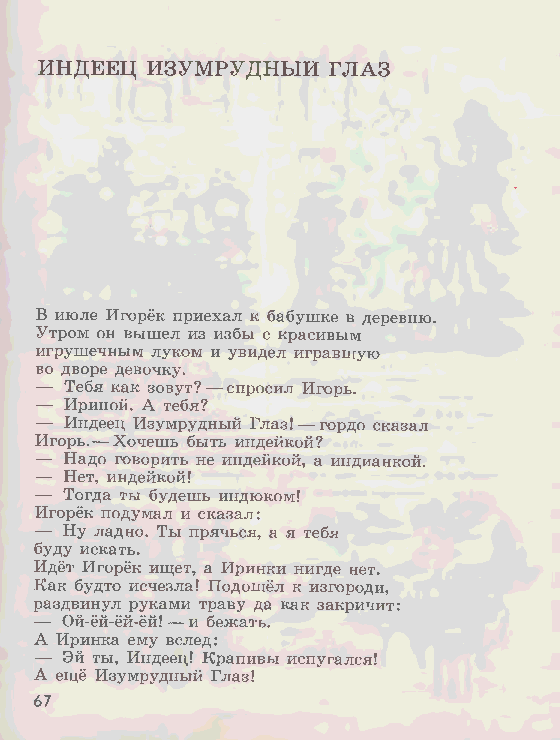 ИНДЕЕЦ ИЗУМРУДНЫЙ ГЛАЗ
В июле Игорёк приехал к бабушке в деревню.
Утром он вышел из избы с красивым
игрушечным луком и увидел игравшую
во дворе девочку.
— Тебя как зовут? — спросил Игорь.
— Ириной. А тебя?
— Индеец Изумрудный Глаз! — гордо сказал
Игорь. — Хочешь быть индейкой?
— Надо говорить не индейкой, а индианкой.
— Нет, индейкой!
— Тогда ты будешь индюком!
Игорёк подумал и сказал:
— Ну ладно. Ты прячься, а я тебя
буду искать.
Идёт Игорёк ищет, а Иринки нигде нет.
Как будто исчезла! Подошёл к изгороди,
раздвинул руками траву да как закричит:
— Ой-ёй-ёй-ёй! — и бежать.
А Иринка ему вслед:
— Эй ты, Индеец! Крапивы испугался!
А ещё Изумрудный Глаз!
67